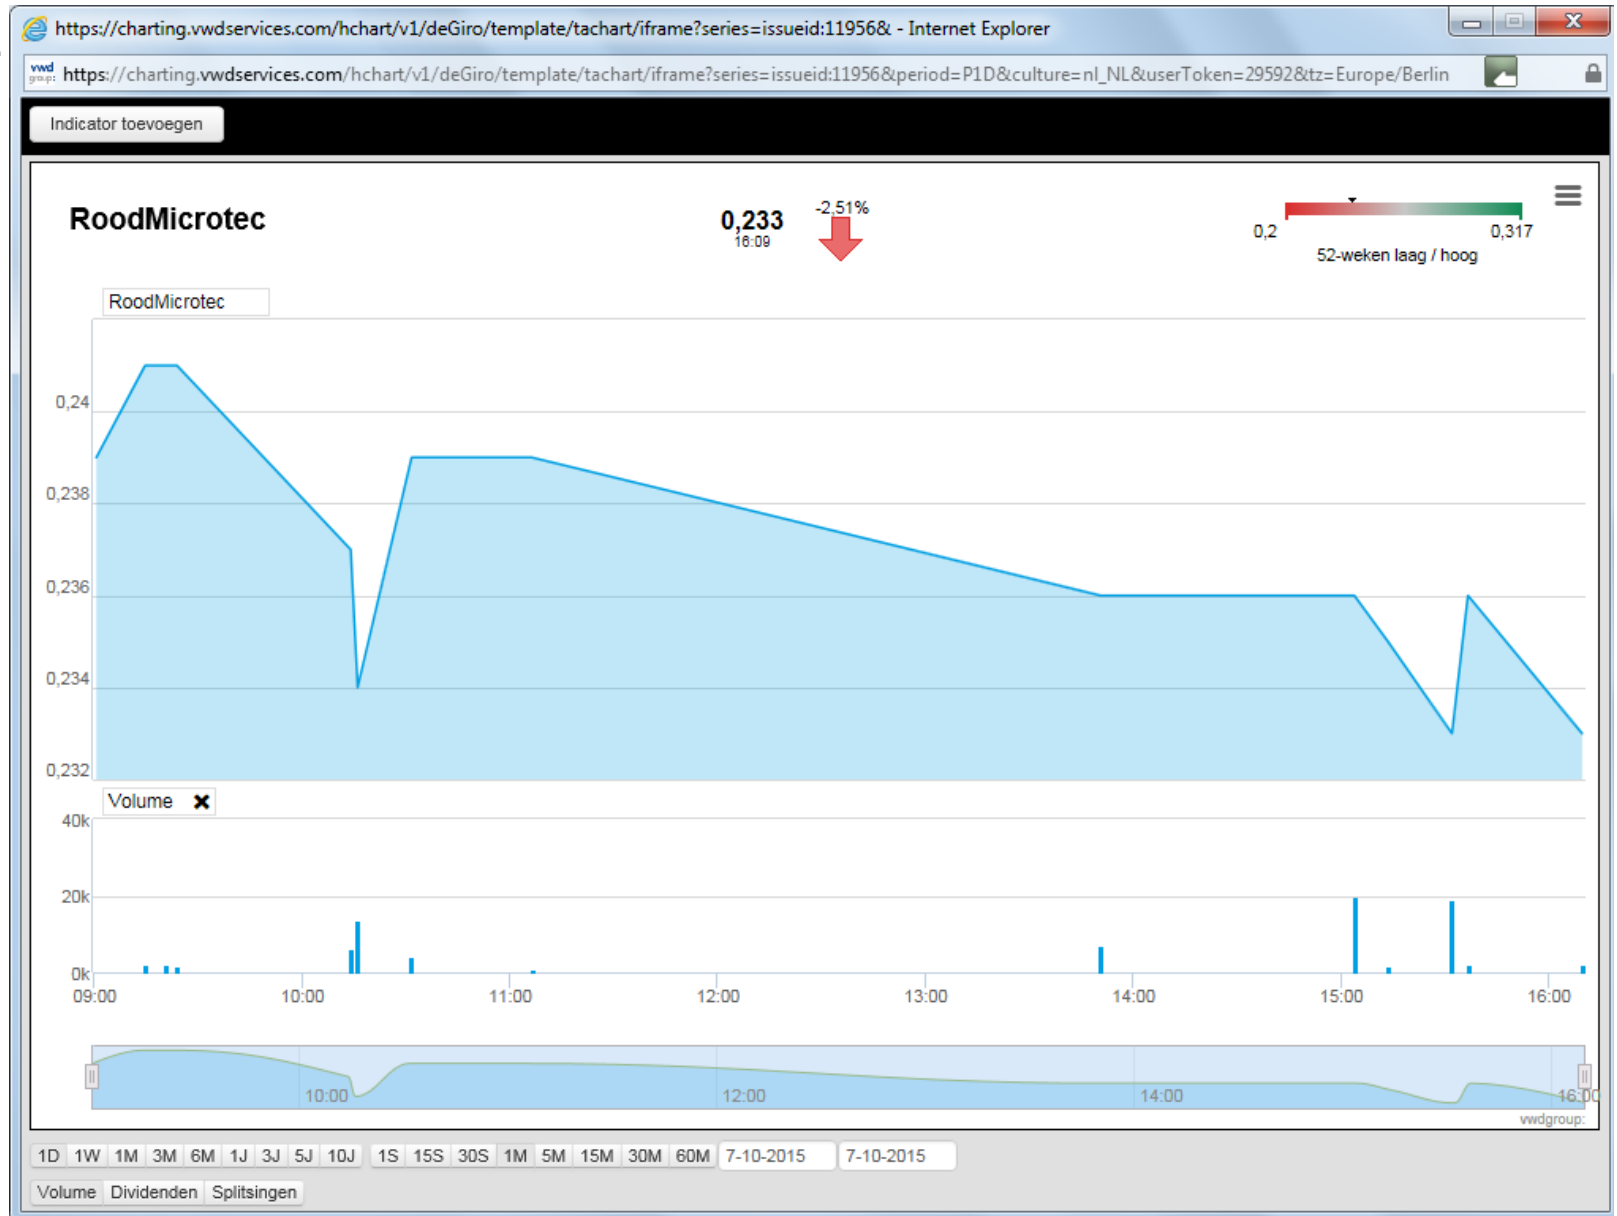 https://charting.vwdservices.com/hchart/v1/deGiro/template/tachart/iframe?series=issueid:11956& - Internet Explorer
vwd group: https://charting.vwdservices.com/hchart/v1/deGiro/template/tachart/iframe?series=issueid:11956&period=P1D&culture=nl_NL&userToken=29592&tz=Europe/Berlin
Indicator toevoegen
RoodMicrotec
0,233
16:09
-2,51%
0,2
0,317
52-weken laag / hoog
RoodMicrotec
0,24
0,238
0,236
0,234
0,232
Volume
40k
20k
0k
09:00 10:00 11:00 12:00 13:00 14:00 15:00 16:00
10:00 12:00 14:00 16:00
vwdgroup:
1D 1W 1M 3M 6M 1J 3J 5J 10J 1S 15S 30S 1M 5M 15M 30M 60M 7-10-2015 7-10-2015
Volume Dividenden Splitsingen